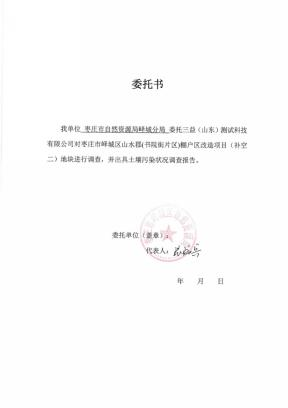 委托书
我单位 枣庄市自然资源局峄城分局 委托三益（山东）测试科技
有限公司对枣庄市峄城区山水郡(书院街片区)棚户区改造项目（补空
二）地块进行调查，并出具土壤污染状况调查报告。
委托单位（盖章）：
代表人：
年 月 日